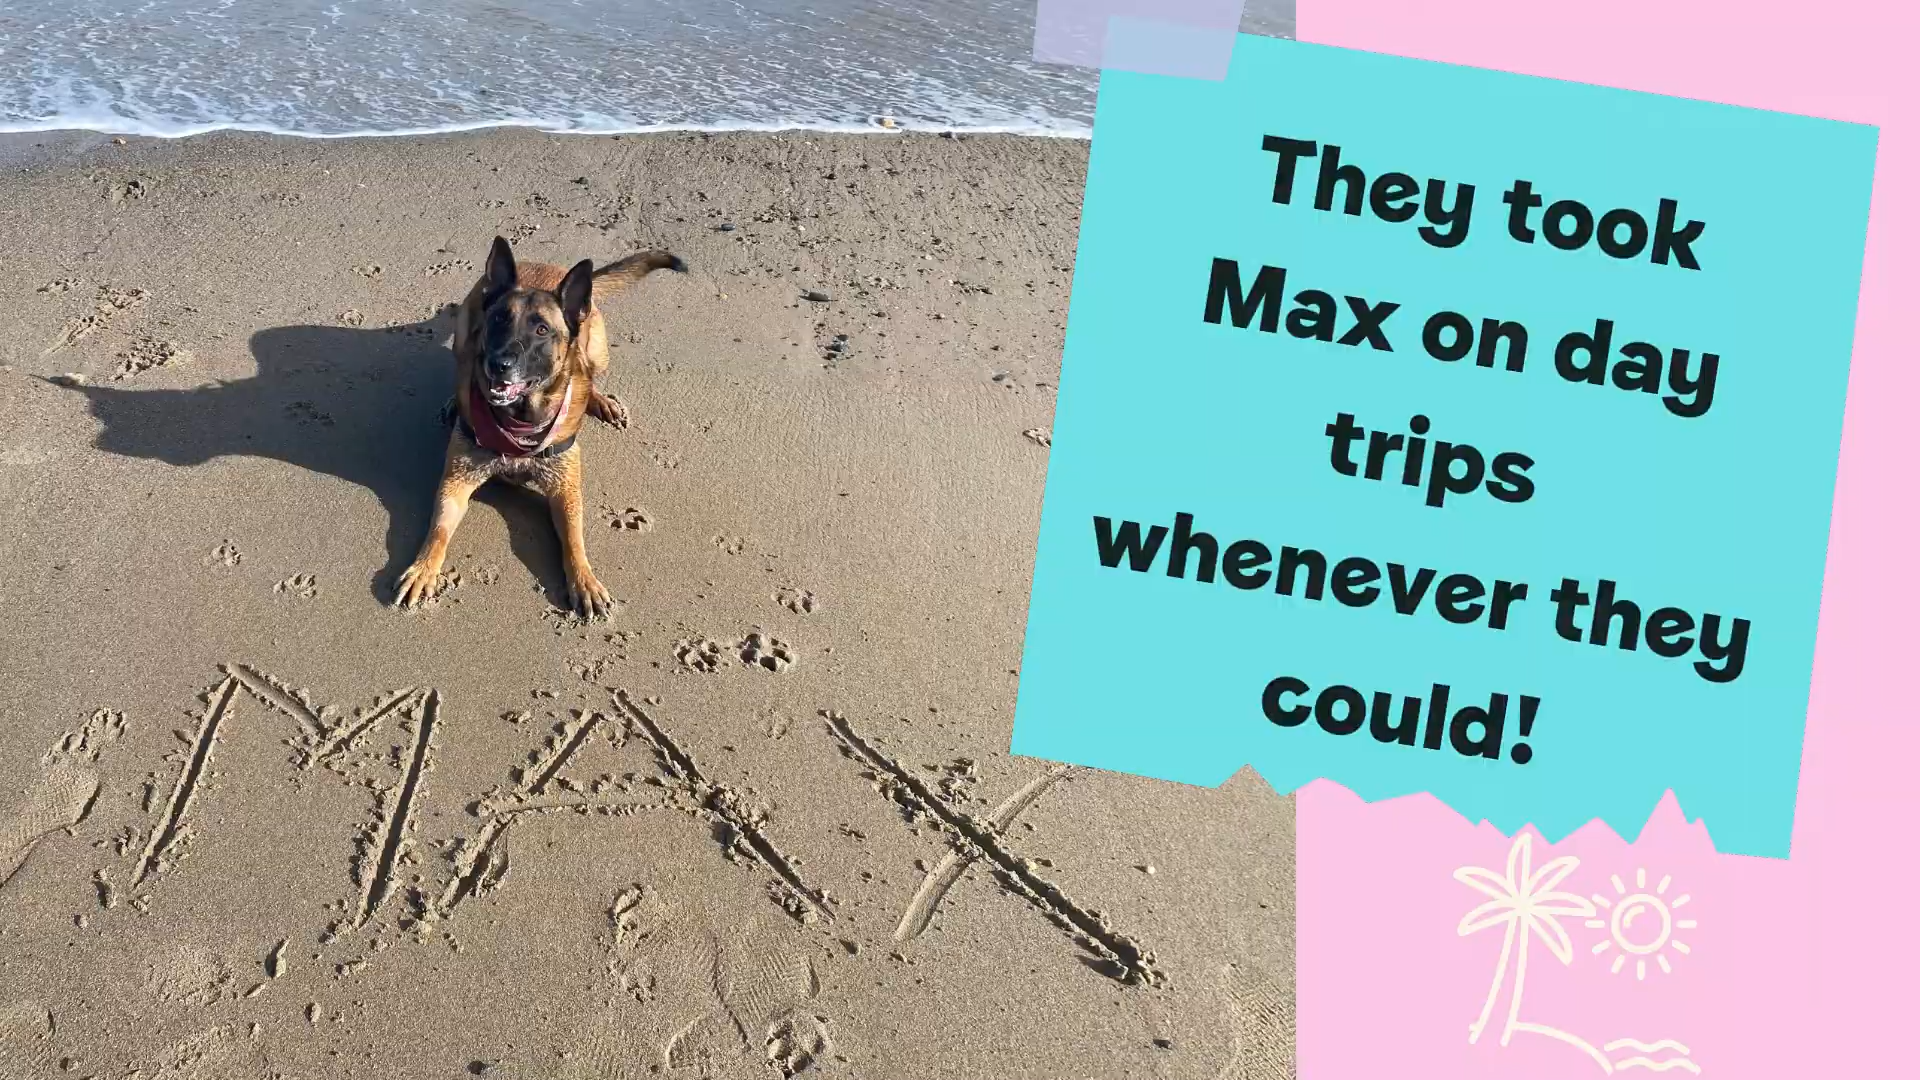 They took
Max on day
trips
whenever they
could!
MAX